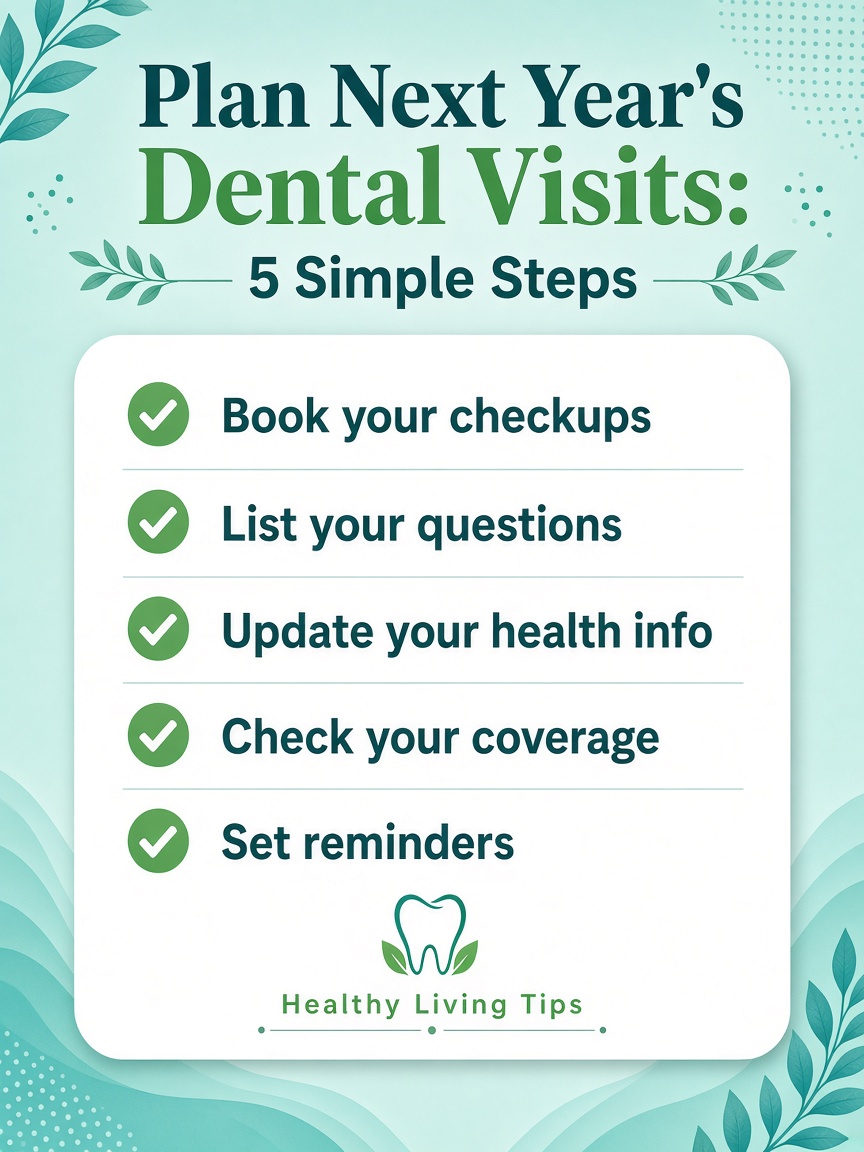 Plan Next Year's
Dental Visits:
5 Simple Steps
Book your checkups
List your questions
Update your health info
Check your coverage
Set reminders
Healthy Living Tips